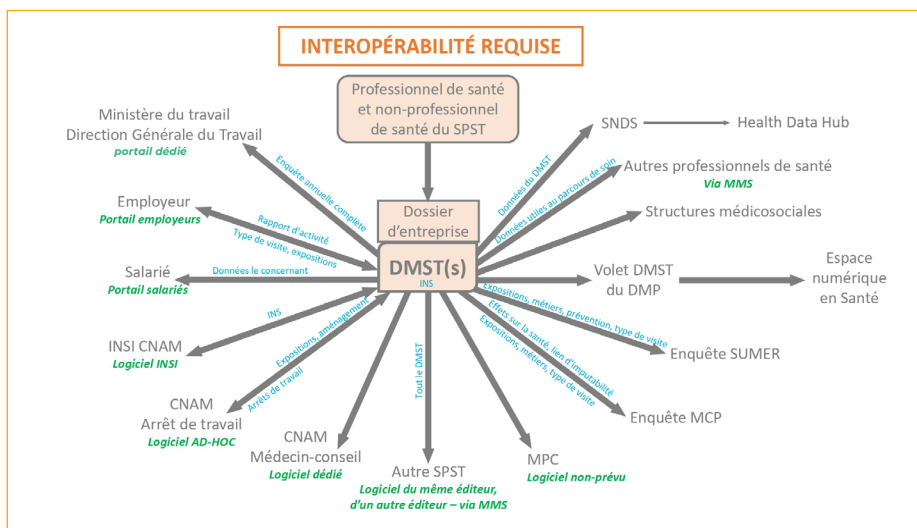 INTEROPÉRABILITÉ REQUISE
Professionnel de santé
et non-professionnel
de santé du SPST
Ministère du travail
Direction Générale du Travail
portail dédié
Enquête annuelle complète
Employeur
Portail employeurs
Rapport d'activité
Type de visite, expositions
Salarié
Portail salariés
Données le concernant
INSI CNAM
Logiciel INSI
INS
CNAM
Arrêt de travail
Logiciel AD-HOC
Expositions, aménagement
Arrêts de travail
CNAM
Médecin-conseil
Logiciel dédié
Dossier
d'entreprise
DMST(s)
INS
Tout le DMST
Autre SPST
Logiciel du même éditeur,
d'un autre éditeur – via MMS
MPC
Logiciel non-prévu
SNDS
Health Data Hub
Données du DMST
Autres professionnels de santé
Via MMS
Données utiles au parcours de soin
Structures médicosociales
Volet DMST
du DMP
Espace
numérique
en Santé
Expositions, métiers, prévention, type de visite
Enquête SUMER
Effets sur la santé, lien d'imputabilité
Expositions, métiers, type de visite
Enquête MCP